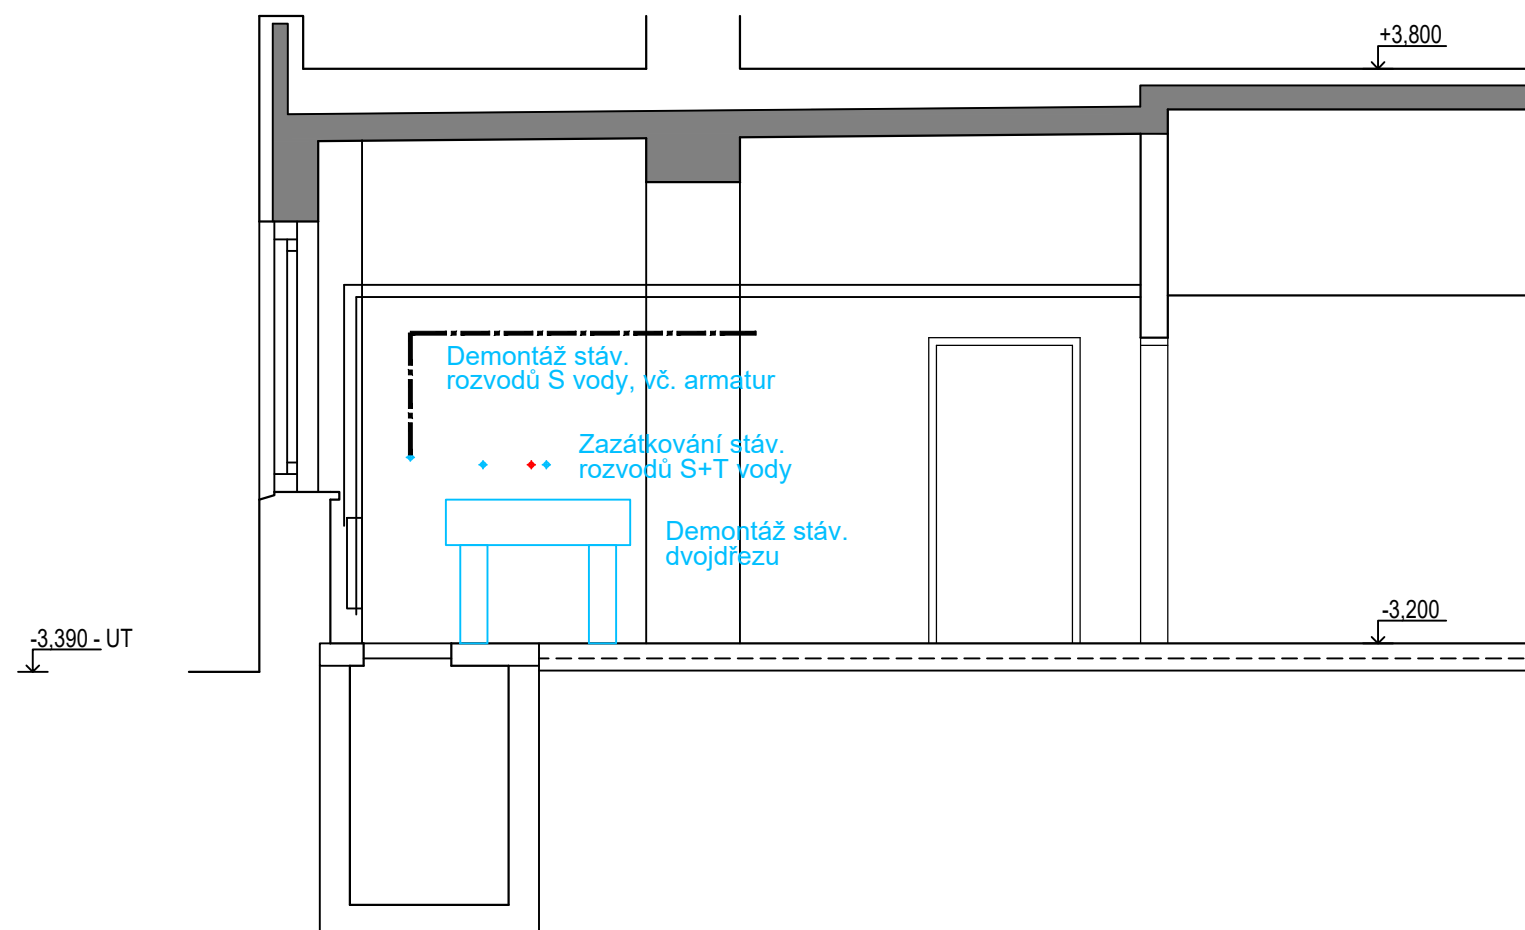 +3,800
Demontáž stáv.
rozvodů S vody, vč. armatur
Zazátkování stáv.
rozvodů S+T vody
Demontáž stáv.
dvojdřezu
-3,390 - UT
-3,200